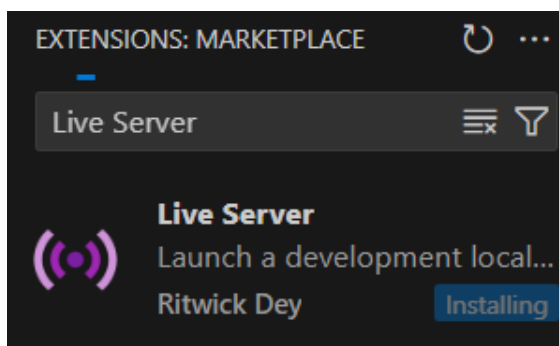 EXTENSIONS: MARKETPLACE
Live Server
Live Server
Launch a development local...
Ritwick Dey
Installing